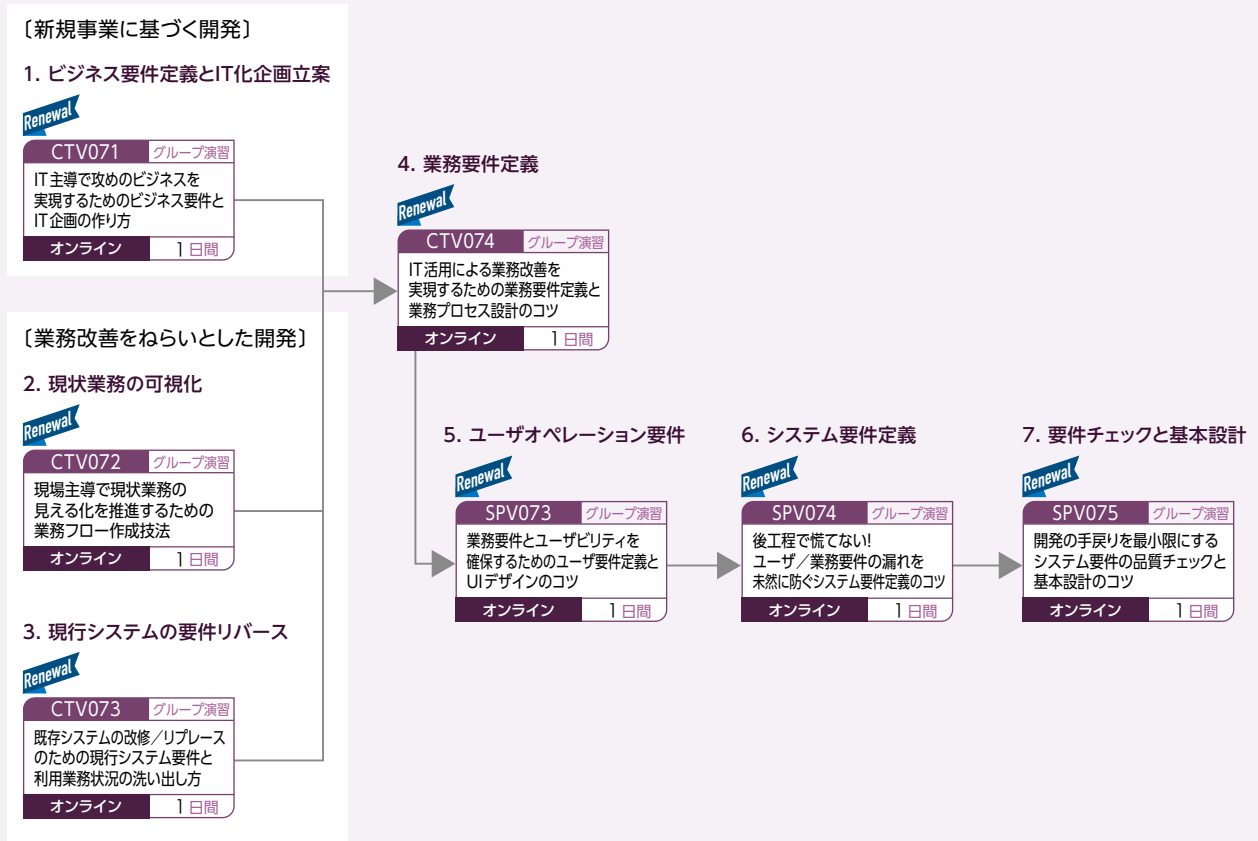 〔新規事業に基づく開発〕
1. ビジネス要件定義とIT化企画立案
Renewal
CTV071 グループ演習
IT主導で攻めのビジネスを
実現するためのビジネス要件と
IT企画の作り方
オンライン 1日間
〔業務改善をねらいとした開発〕
2. 現状業務の可視化
Renewal
CTV072 グループ演習
現場主導で現状業務の
見える化を推進するための
業務フロー作成技法
オンライン 1日間
3. 現行システムの要件リバース
Renewal
CTV073 グループ演習
既存システムの改修／リプレース
のための現行システム要件と
利用業務状況の洗い出し方
オンライン 1日間
4. 業務要件定義
Renewal
CTV074 グループ演習
IT活用による業務改善を
実現するための業務要件定義と
業務プロセス設計のコツ
オンライン 1日間
5. ユーザオペレーション要件
Renewal
SPV073 グループ演習
業務要件とユーザビリティを
確保するためのユーザ要件定義と
UIデザインのコツ
オンライン 1日間
6. システム要件定義
Renewal
SPV074 グループ演習
後工程で慌てない!
ユーザ／業務要件の漏れを
未然に防ぐシステム要件定義のコツ
オンライン 1日間
7. 要件チェックと基本設計
Renewal
SPV075 グループ演習
開発の手戻りを最小限にする
システム要件の品質チェックと
基本設計のコツ
オンライン 1日間